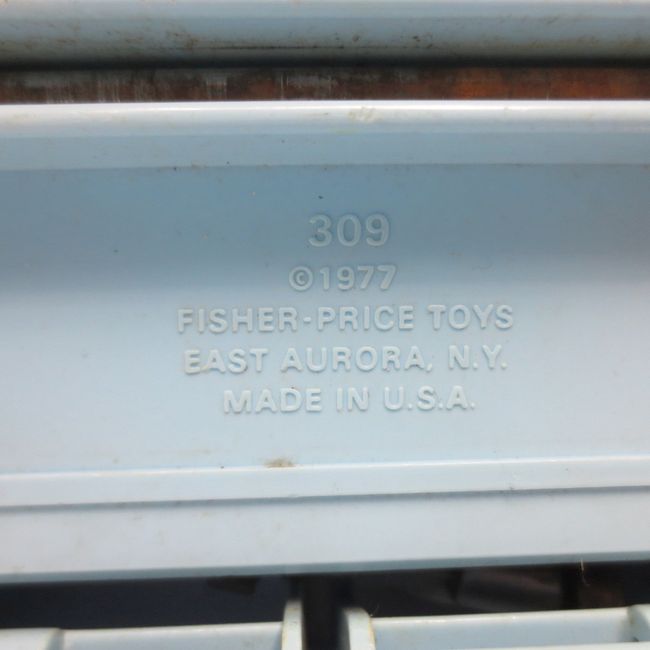 309
©1977
FISHER-PRICE TOYS
EAST AURORA, N.Y.
MADE IN U.S.A.